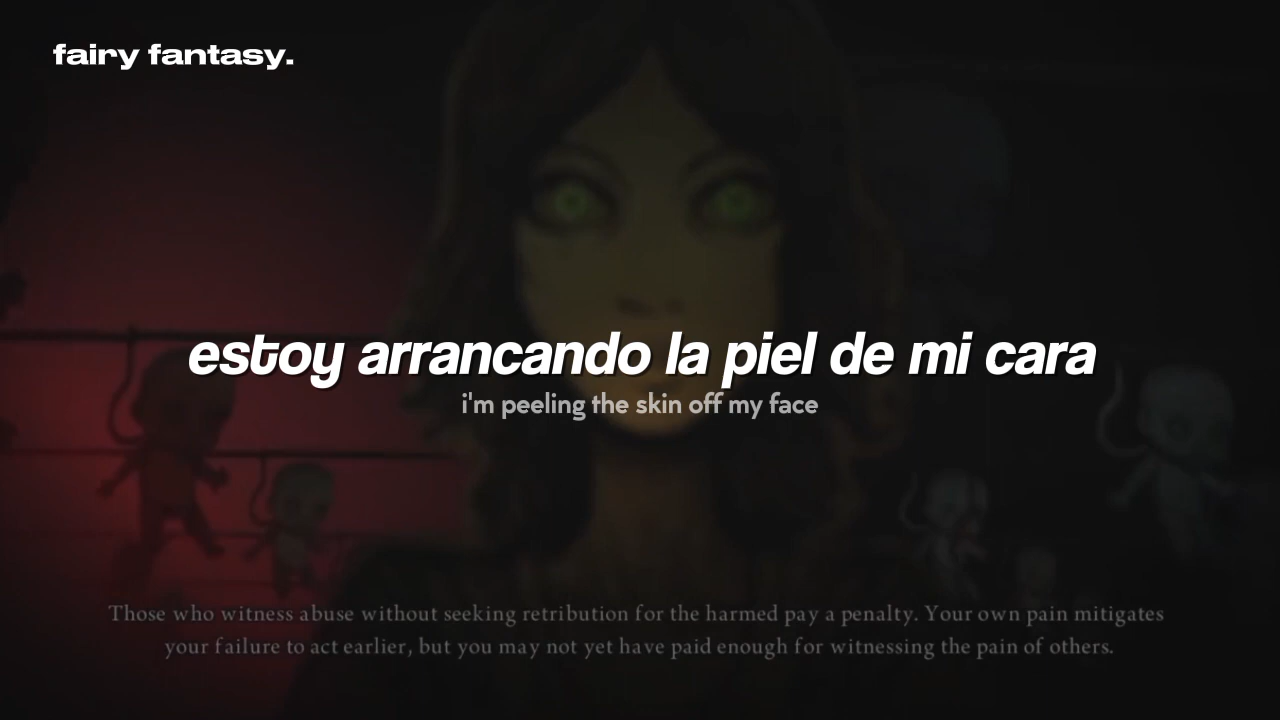 fairy fantasy.
estoy arrancando la piel de mi cara
i'm peeling the skin off my face
Those who witness abuse without seeking retribution for the harmed pay a penalty. Your own pain mitigates
your failure to act earlier, but you may not yet have paid enough for witnessing the pain of others.